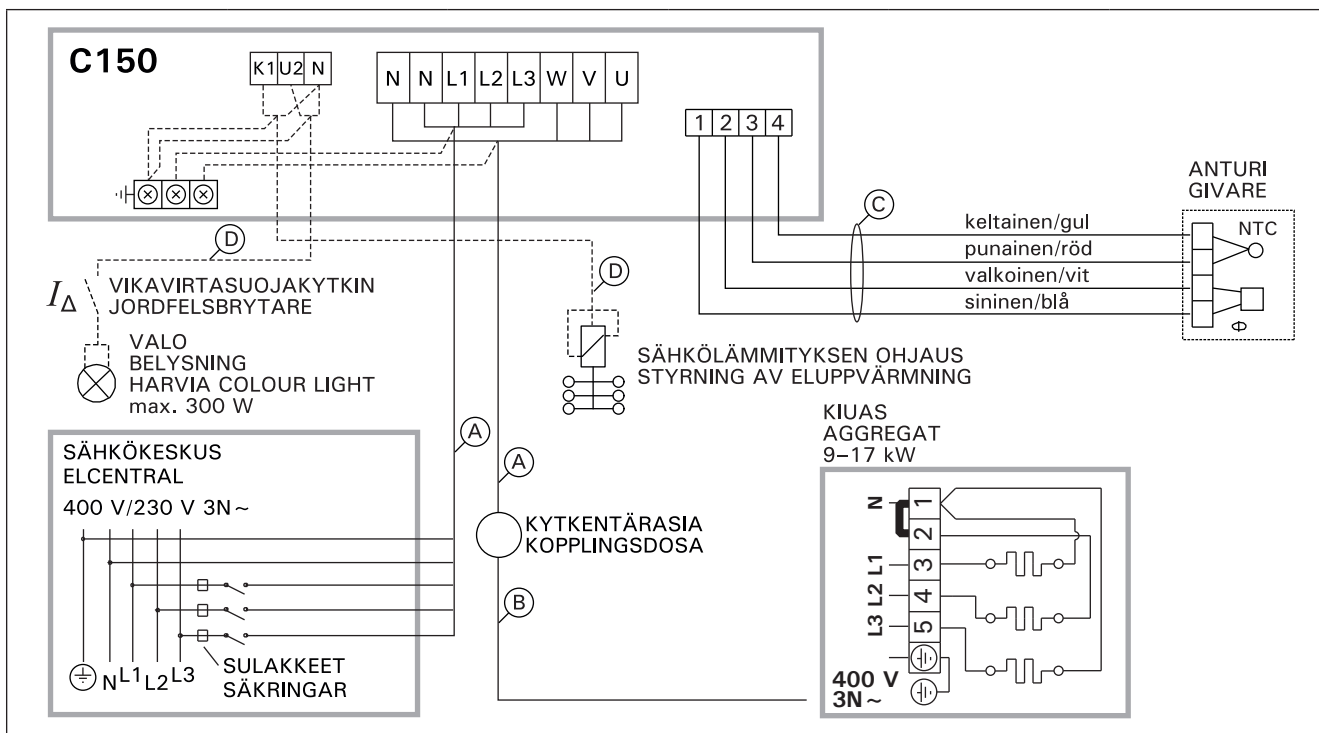 C150
K1 U2 N
N N L1 L2 L3 W V U
1 2 3 4
ANTURI
GIVARE
NTC
C
keltainen/gul
punainen/röd
valkoinen/vit
sininen/blå
Φ
D
I∆
VIKAVIRTASUOJAKYTKIN
JORDFELSBRYTARE
VALO
BELYSNING
HARVIA COLOUR LIGHT
max. 300 W
D
SÄHKÖLÄMMITYKSEN OHJAUS
STYRNING AV ELUPPVÄRMNING
SÄHKÖKESKUS
ELCENTRAL
400 V/230 V 3N~
N L1 L2 L3
SULAKKEET
SÄKRINGAR
A
A
KYTKENTÄRASIA
KOPPLINGSDOSA
B
KIUAS
AGGREGAT
9–17 kW
N
L1
L2
L3
1
2
3
4
5
400 V
3N~